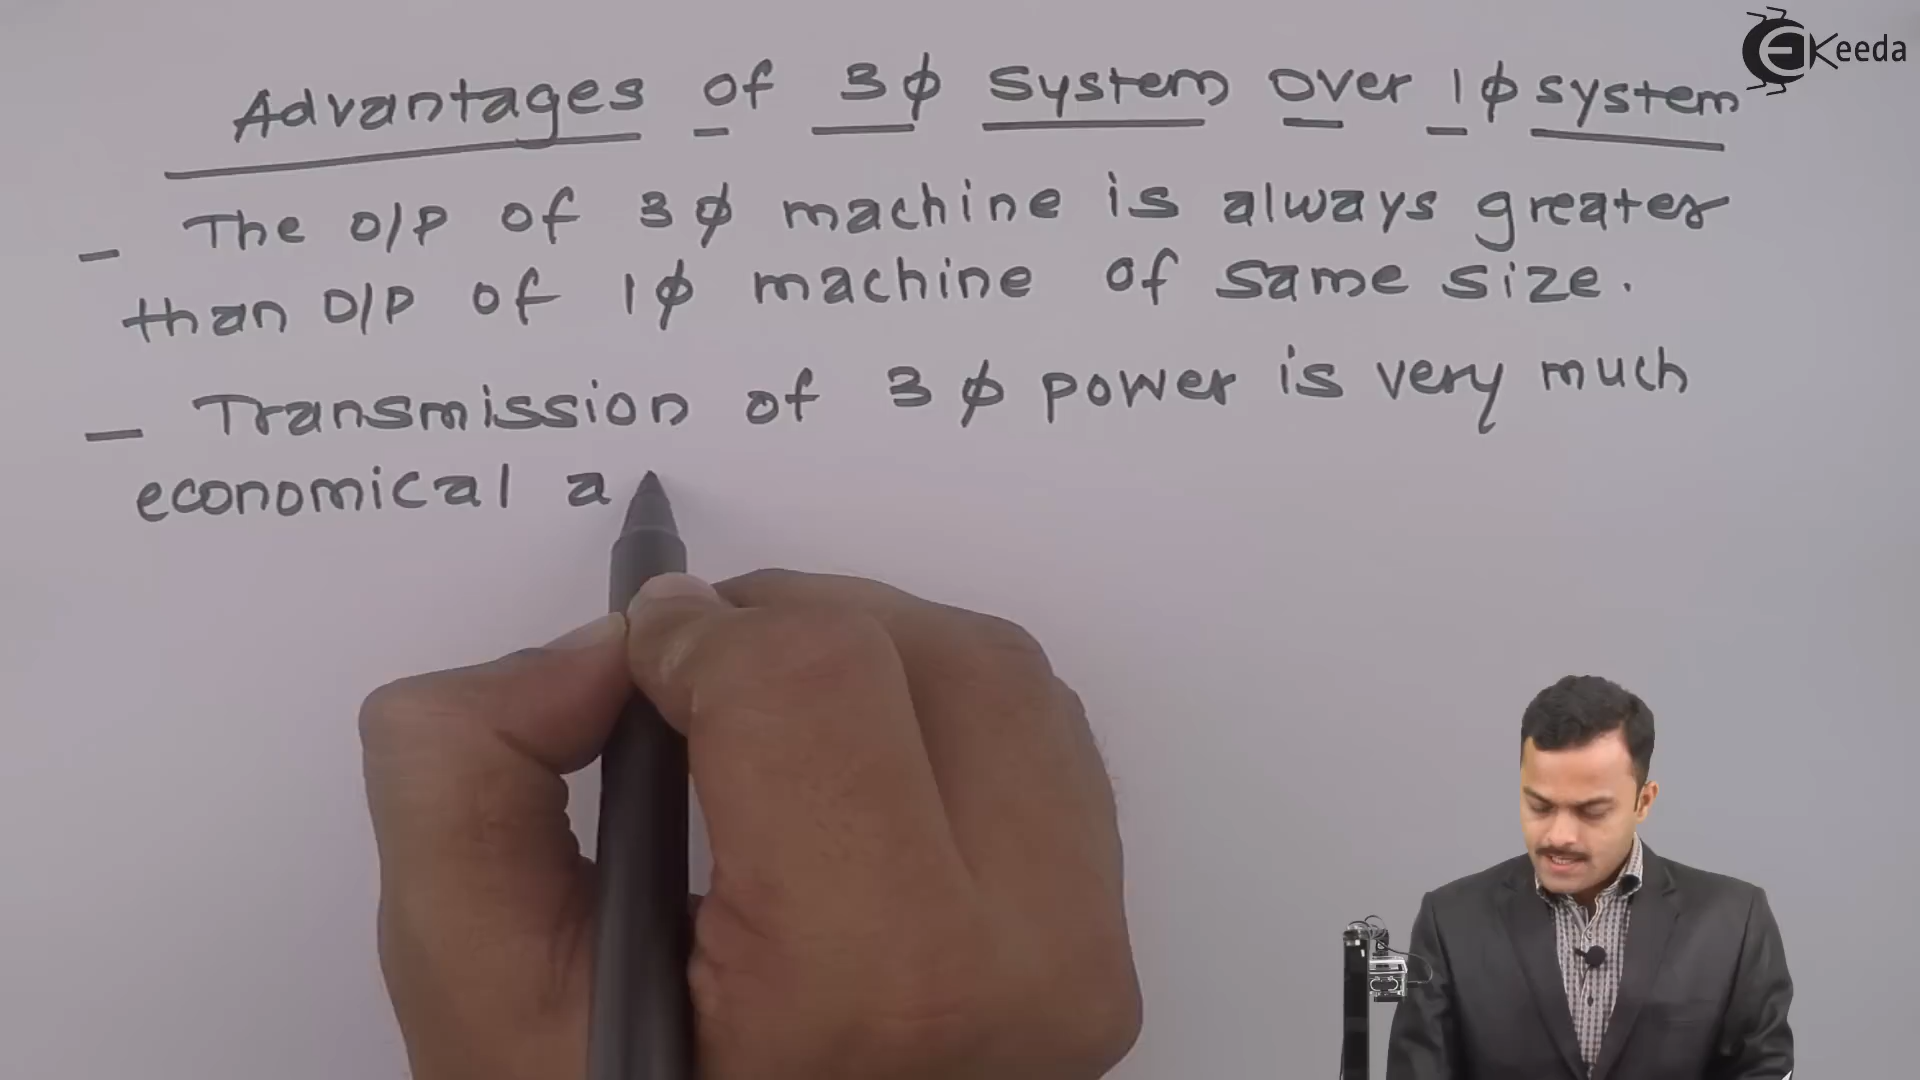 EKeeda
Advantages of 3ϕ System over 1ϕ system
- The O/P of 3ϕ machine is always greater
than O/P of 1ϕ machine of same size.
- Transmission of 3ϕ power is very much
economical a